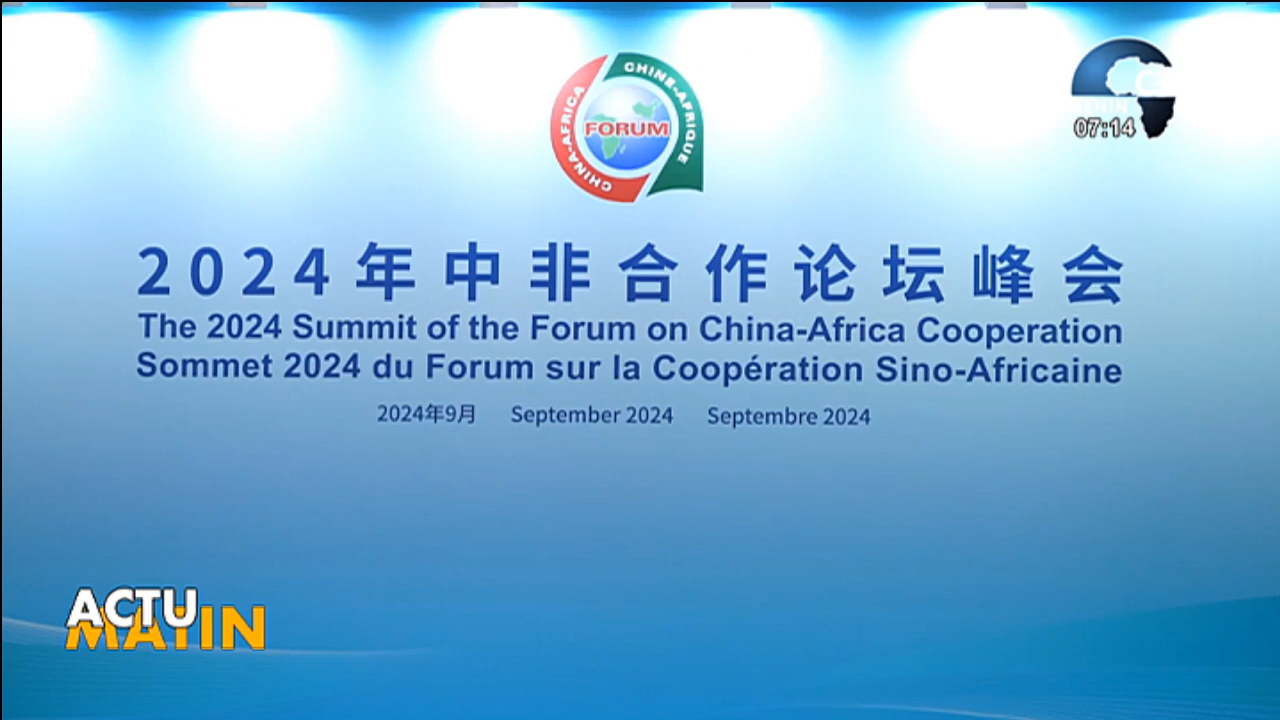 CHINE-AFRIQUE
CHINA-AFRICA
FORUM
07:14
2024年中非合作论坛峰会
The 2024 Summit of the Forum on China-Africa Cooperation
Sommet 2024 du Forum sur la Coopération Sino-Africaine
2024年9月 September 2024 Septembre 2024
ACTU
MATIN